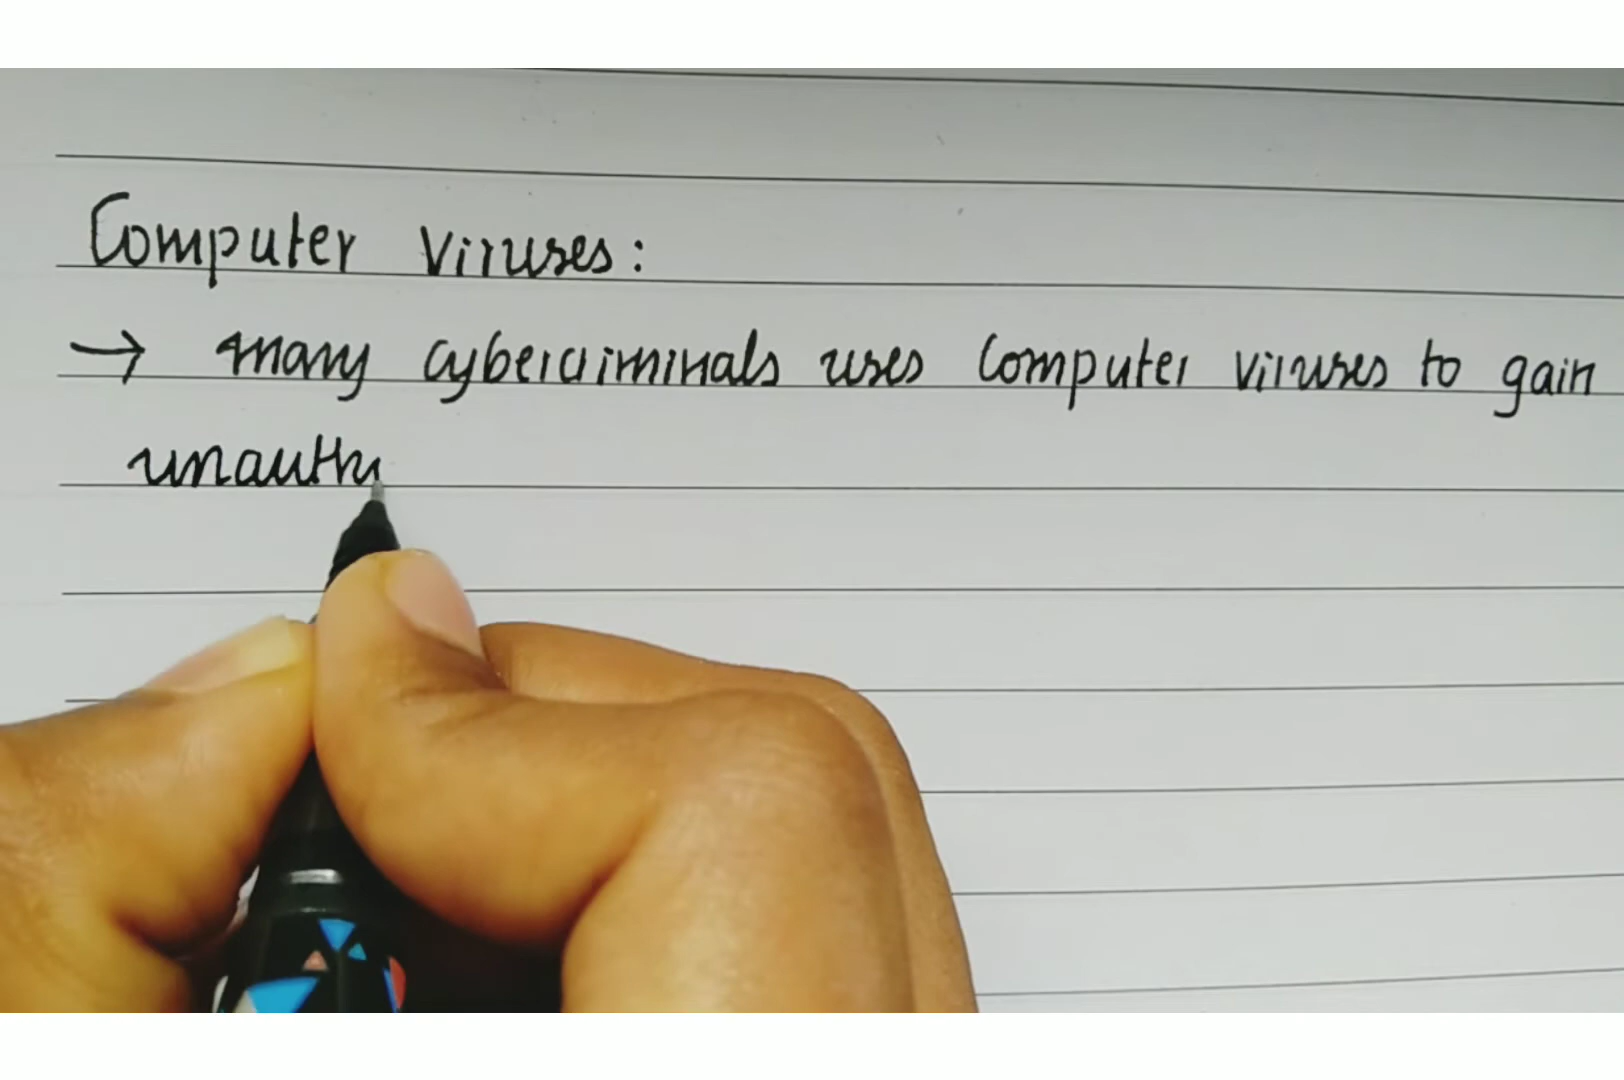 Computer Viruses:
→ many cybercriminals uses Computer viruses to gain
unauth